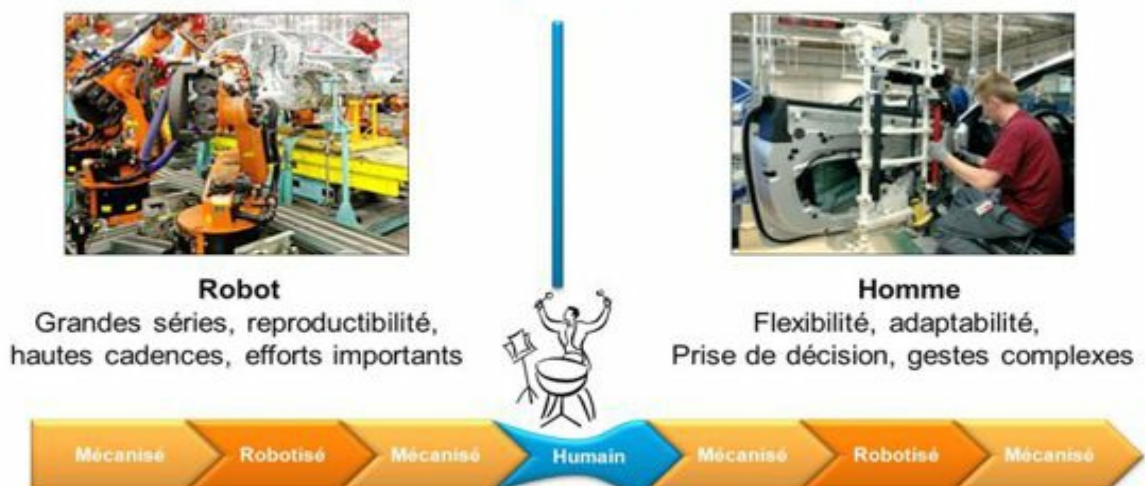 Robot
Grandes séries, reproductibilité,
hautes cadences, efforts importants
Homme
Flexibilité, adaptabilité,
Prise de décision, gestes complexes
Mécanisé
Robotisé
Mécanisé
Humain
Mécanisé
Robotisé
Mécanisé